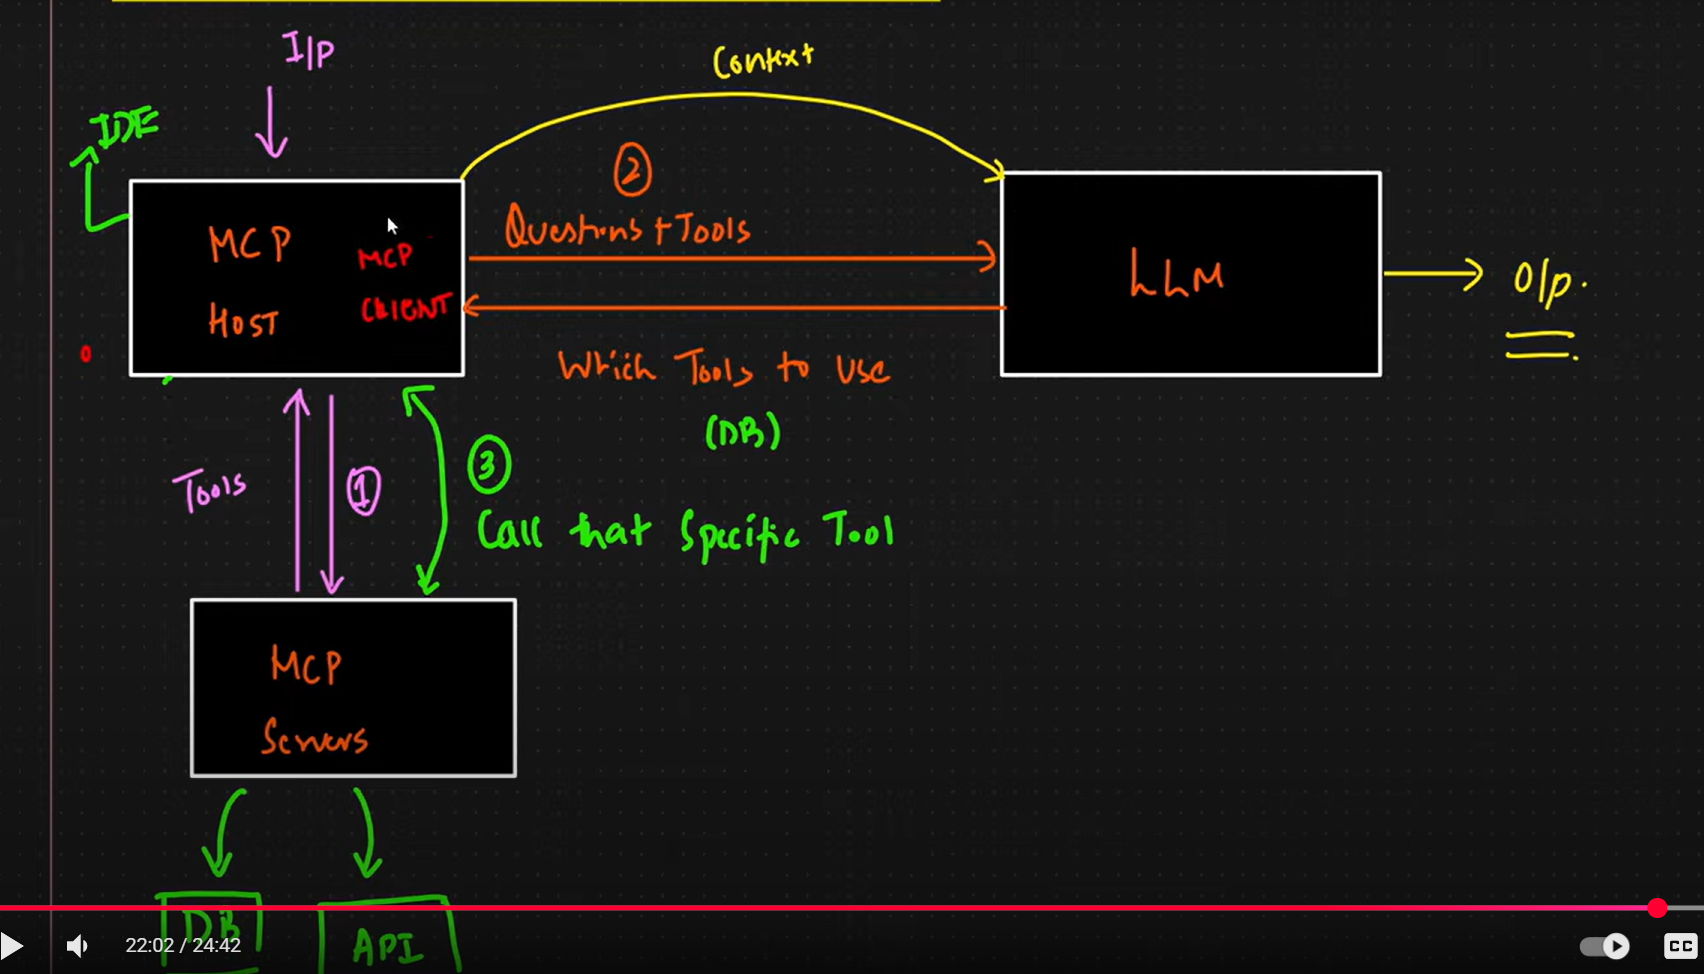 I/p
Context
IDE
②
Questions + Tools
MCP
HOST
MCP
CLIENT
LLM
O/p.
Which Tools to use
(DB)
Tools
①
③
Call that specific Tool
MCP
Servers
DB
API
22:02 / 24:42
CC